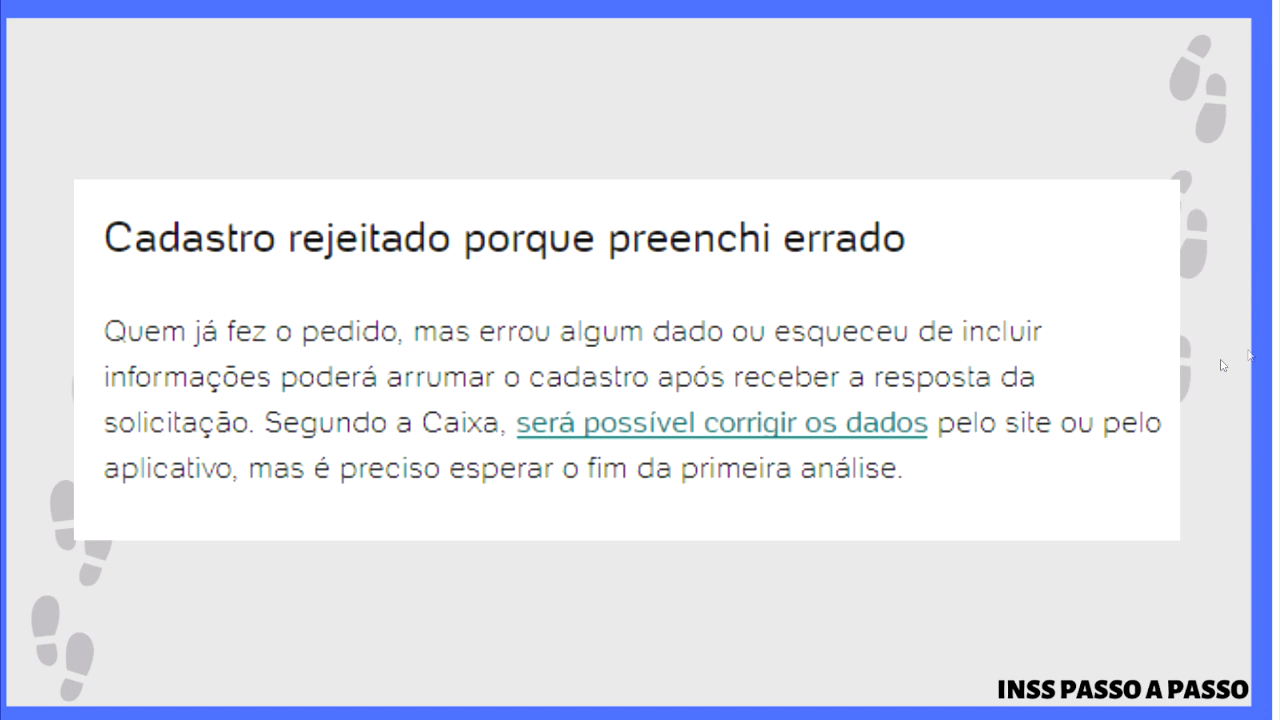 Cadastro rejeitado porque preenchi errado
Quem já fez o pedido, mas errou algum dado ou esqueceu de incluir
informações poderá arrumar o cadastro após receber a resposta da
solicitação. Segundo a Caixa, será possível corrigir os dados pelo site ou pelo
aplicativo, mas é preciso esperar o fim da primeira análise.
INSS PASSO A PASSO